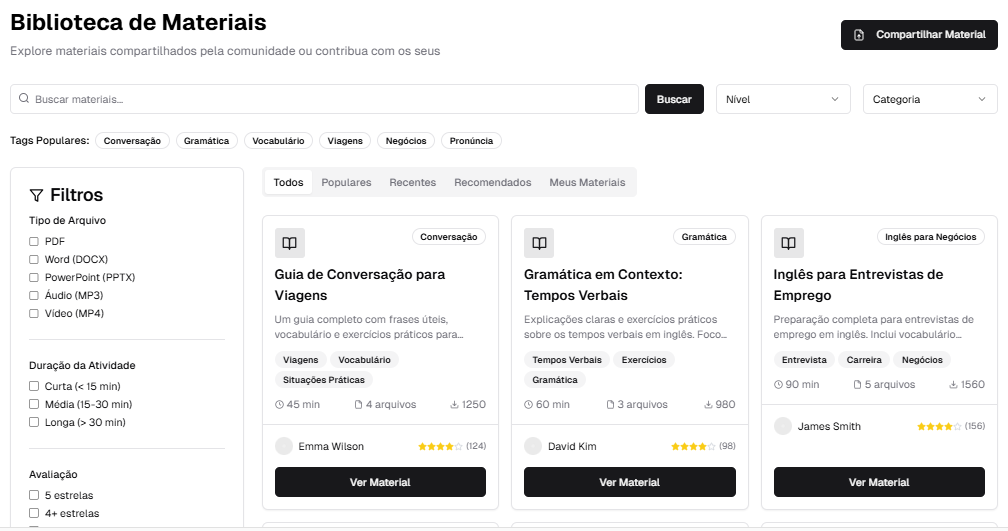 Biblioteca de Materiais
Explore materiais compartilhados pela comunidade ou contribua com os seus
Compartilhar Material
Buscar materiais...
Buscar
Nível
Categoria
Tags Populares:
Conversação
Gramática
Vocabulário
Viagens
Negócios
Pronúncia
Filtros
Tipo de Arquivo
PDF
Word (DOCX)
PowerPoint (PPTX)
Áudio (MP3)
Vídeo (MP4)
Duração da Atividade
Curta (< 15 min)
Média (15-30 min)
Longa (> 30 min)
Avaliação
5 estrelas
4+ estrelas
Todos
Populares
Recentes
Recomendados
Meus Materiais
Conversação
Guia de Conversação para
Viagens
Um guia completo com frases úteis,
vocabulário e exercícios práticos para...
Viagens
Vocabulário
Situações Práticas
45 min
4 arquivos
1250
Emma Wilson
(124)
Ver Material
Gramática
Gramática em Contexto:
Tempos Verbais
Explicações claras e exercícios práticos
sobre os tempos verbais em inglês. Foco...
Tempos Verbais
Exercícios
Gramática
60 min
3 arquivos
980
David Kim
(98)
Ver Material
Inglês para Negócios
Inglês para Entrevistas de
Emprego
Preparação completa para entrevistas de
emprego em inglês. Inclui vocabulário...
Entrevista
Carreira
Negócios
90 min
5 arquivos
1560
James Smith
(156)
Ver Material